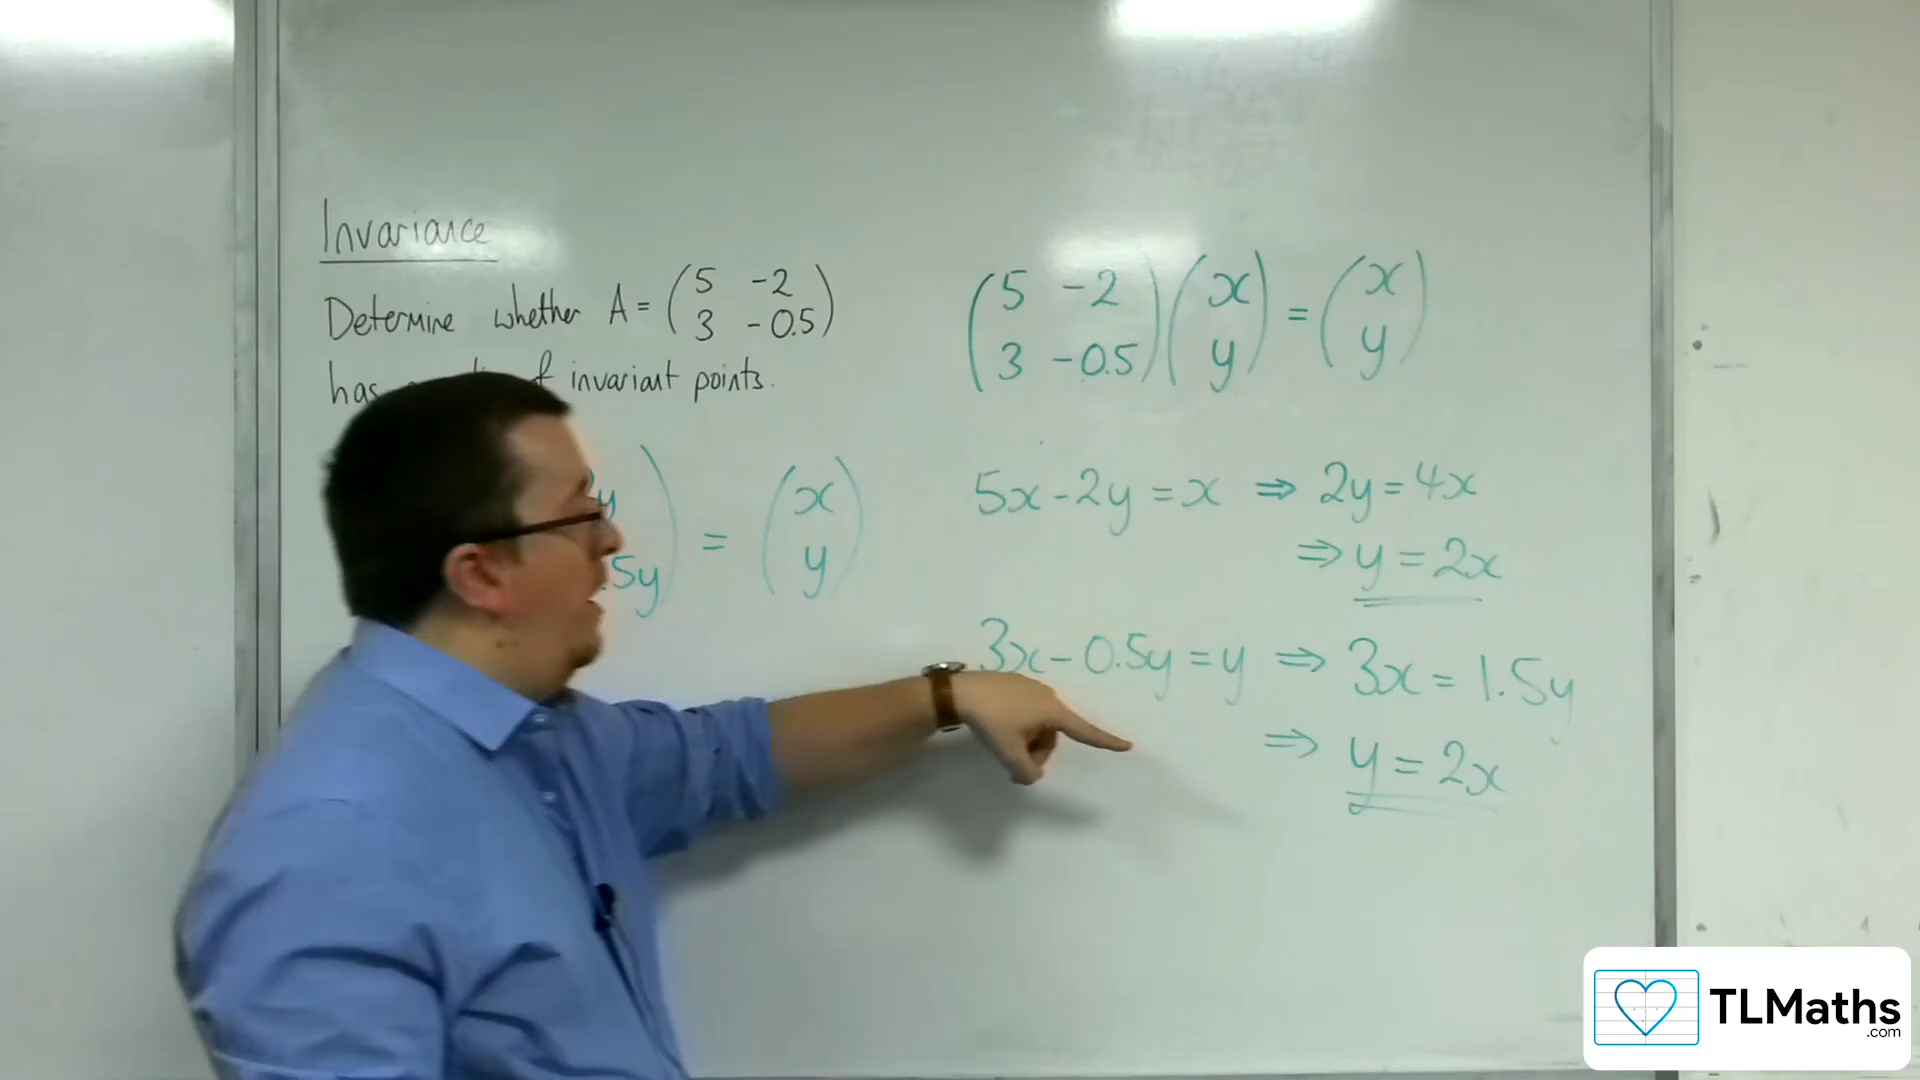 Invariance
Determine whether A = ( 5 -2
3 -0.5 )
has of invariant points.
y
.5y ) = ( x
y )
( 5 -2
3 -0.5 ) ( x
y ) = ( x
y )
5x - 2y = x ⇒ 2y = 4x
⇒ y = 2x
3x - 0.5y = y ⇒ 3x = 1.5y
⇒ y = 2x
TLMaths
.com